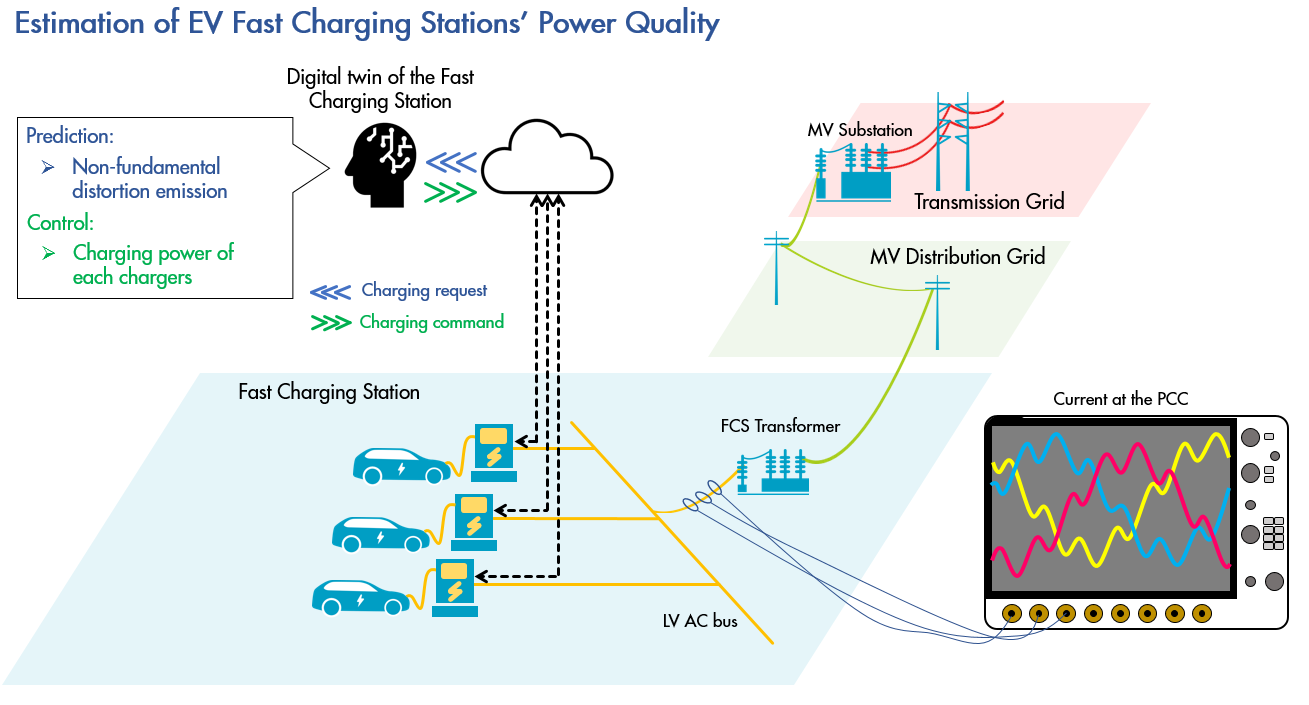 Estimation of EV Fast Charging Stations' Power Quality
Digital twin of the Fast
Charging Station
Prediction:
Non-fundamental
distortion emission
Control:
Charging power of
each chargers
Charging request
Charging command
MV Substation
Transmission Grid
MV Distribution Grid
Fast Charging Station
FCS Transformer
LV AC bus
Current at the PCC